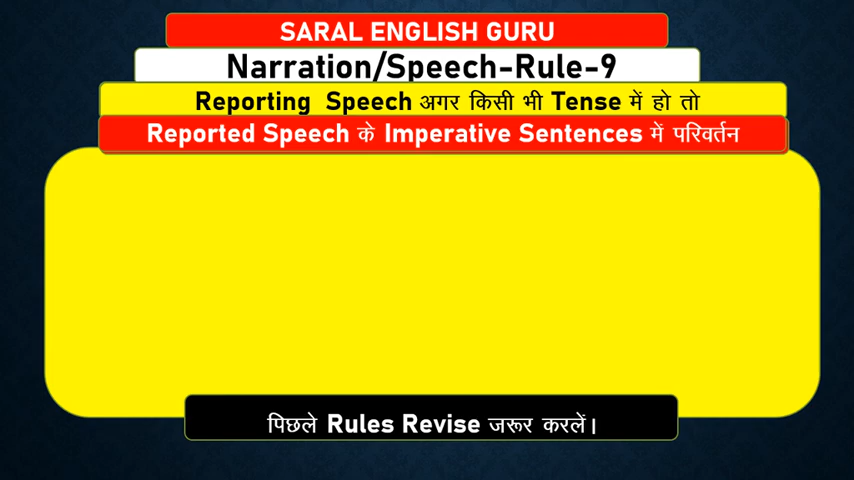 SARAL ENGLISH GURU
Narration/Speech-Rule-9
Reporting Speech अगर किसी भी Tense में हो तो
Reported Speech के Imperative Sentences में परिवर्तन
पिछले Rules Revise जरूर करलें।